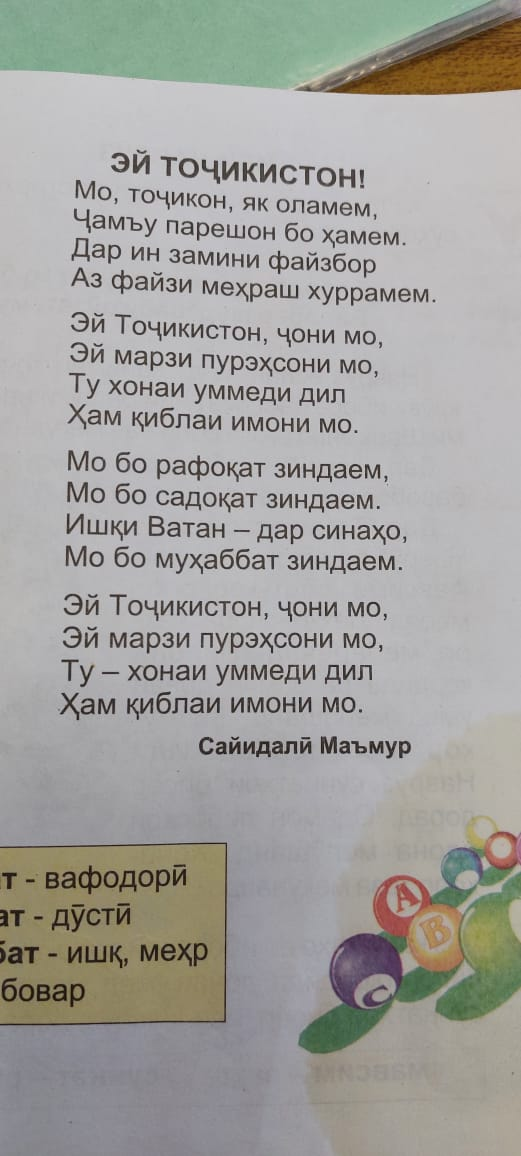 ЭЙ ТОҶИКИСТОН!
Мо, тоҷикон, як оламем,
Ҷамъу парешон бо ҳамем.
Дар ин замини файзбор
Аз файзи меҳраш хуррамем.
Эй Тоҷикистон, ҷони мо,
Эй марзи пурэҳсони мо,
Ту хонаи уммеди дил
Ҳам қиблаи имони мо.
Мо бо рафоқат зиндаем,
Мо бо садоқат зиндаем.
Ишқи Ватан – дар синаҳо,
Мо бо муҳаббат зиндаем.
Эй Тоҷикистон, ҷони мо,
Эй марзи пурэҳсони мо,
Ту – хонаи уммеди дил
Ҳам қиблаи имони мо.
Сайидалӣ Маъмур
ат - вафодорӣ
ат - дӯстӣ
бат - ишқ, меҳр
бовар
A
B
C